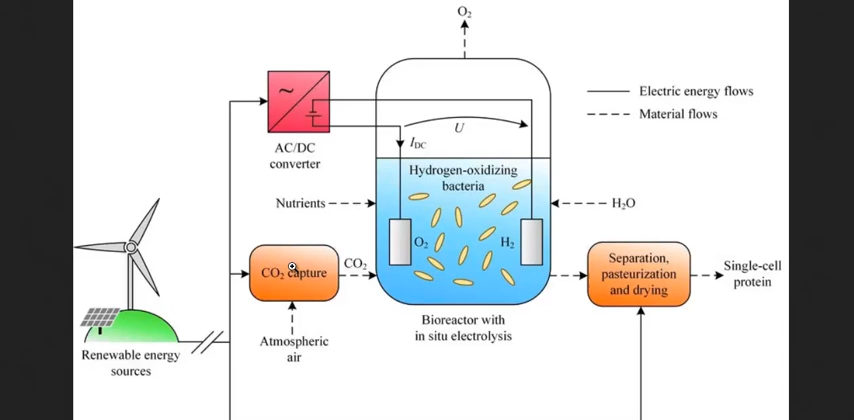 O₂
Electric energy flows
Material flows
~
U
I_DC
AC/DC
converter
Hydrogen-oxidizing
bacteria
Nutrients
H₂O
O₂
H₂
CO₂
CO₂ capture
Separation,
pasteurization
and drying
Single-cell
protein
Bioreactor with
in situ electrolysis
Atmospheric
air
Renewable energy
sources